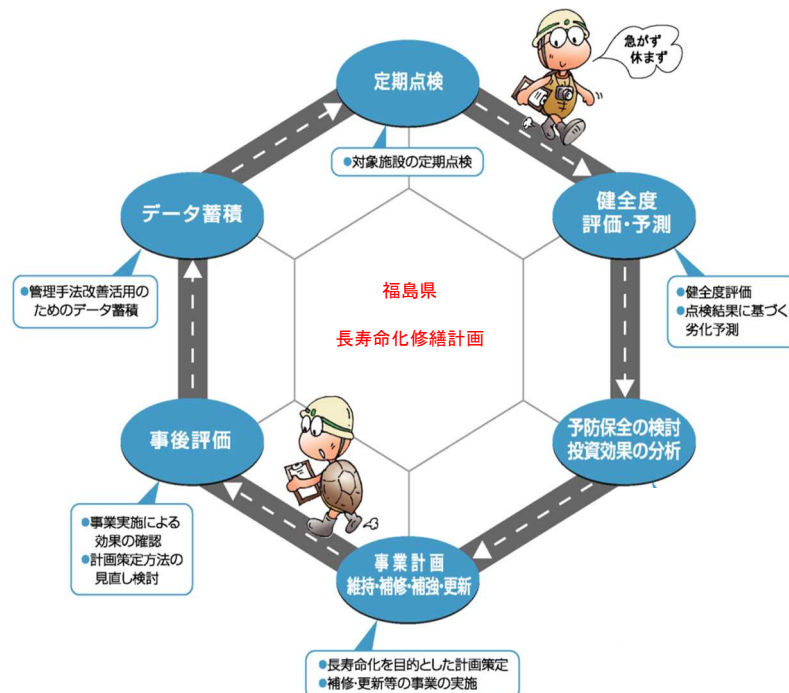 定期点検
急がず
休まず
●対象施設の定期点検
健全度
評価・予測
●健全度評価
●点検結果に基づく
劣化予測
福島県
長寿命化修繕計画
予防保全の検討
投資効果の分析
事業計画
維持・補修・補強・更新
●長寿命化を目的とした計画策定
●補修・更新等の事業の実施
事後評価
●事業実施による
効果の確認
●計画策定方法の
見直し検討
データ蓄積
●管理手法改善活用の
ためのデータ蓄積